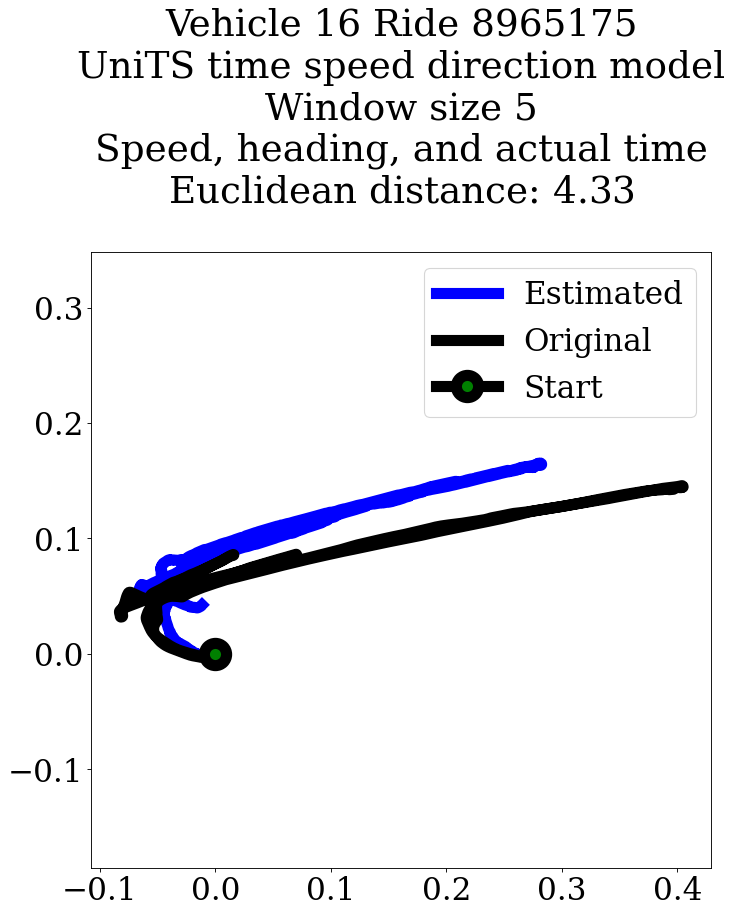 Vehicle 16 Ride 8965175
UniTS time speed direction model
Window size 5
Speed, heading, and actual time
Euclidean distance: 4.33
Estimated
Original
Start
0.3
0.2
0.1
0.0
−0.1
−0.1 0.0 0.1 0.2 0.3 0.4